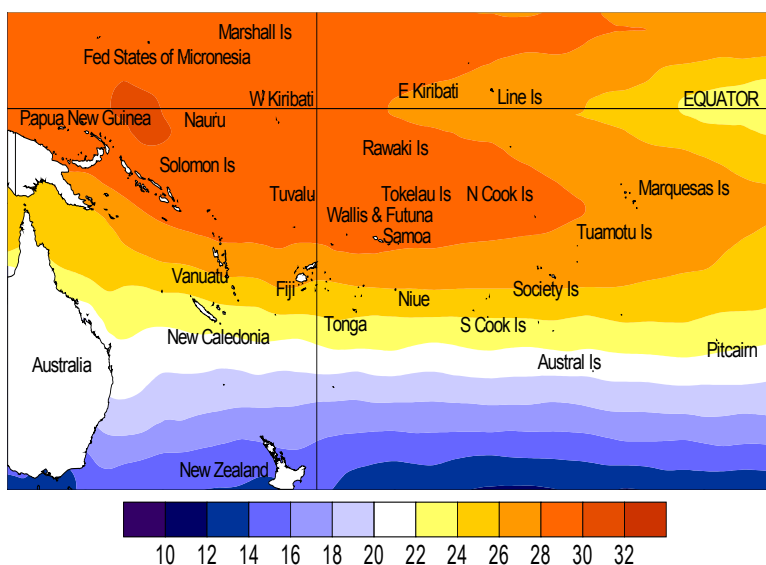 Marshall Is
Fed States of Micronesia
W Kiribati
E Kiribati
Line Is
EQUATOR
Papua New Guinea
Nauru
Rawaki Is
Solomon Is
Tuvalu
Tokelau Is
N Cook Is
Marquesas Is
Wallis & Futuna
Samoa
Tuamotu Is
Vanuatu
Fiji
Niue
Society Is
New Caledonia
Tonga
S Cook Is
Australia
Austral Is
Pitcairn
New Zealand
10 12 14 16 18 20 22 24 26 28 30 32